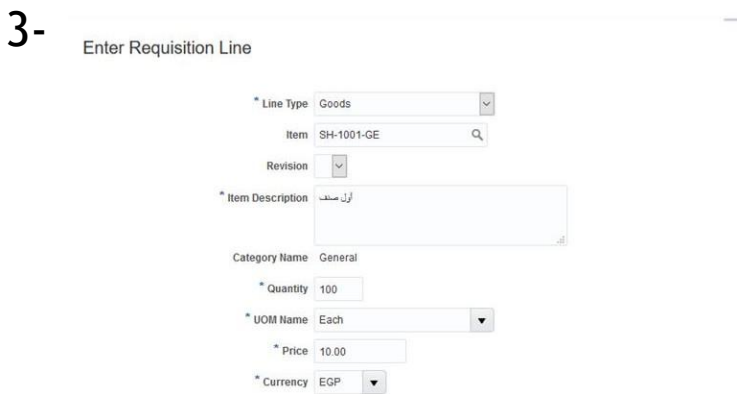 3-
Enter Requisition Line
* Line Type Goods
Item SH-1001-GE
Revision
* Item Description أول صنف
Category Name General
* Quantity 100
* UOM Name Each
* Price 10.00
* Currency EGP